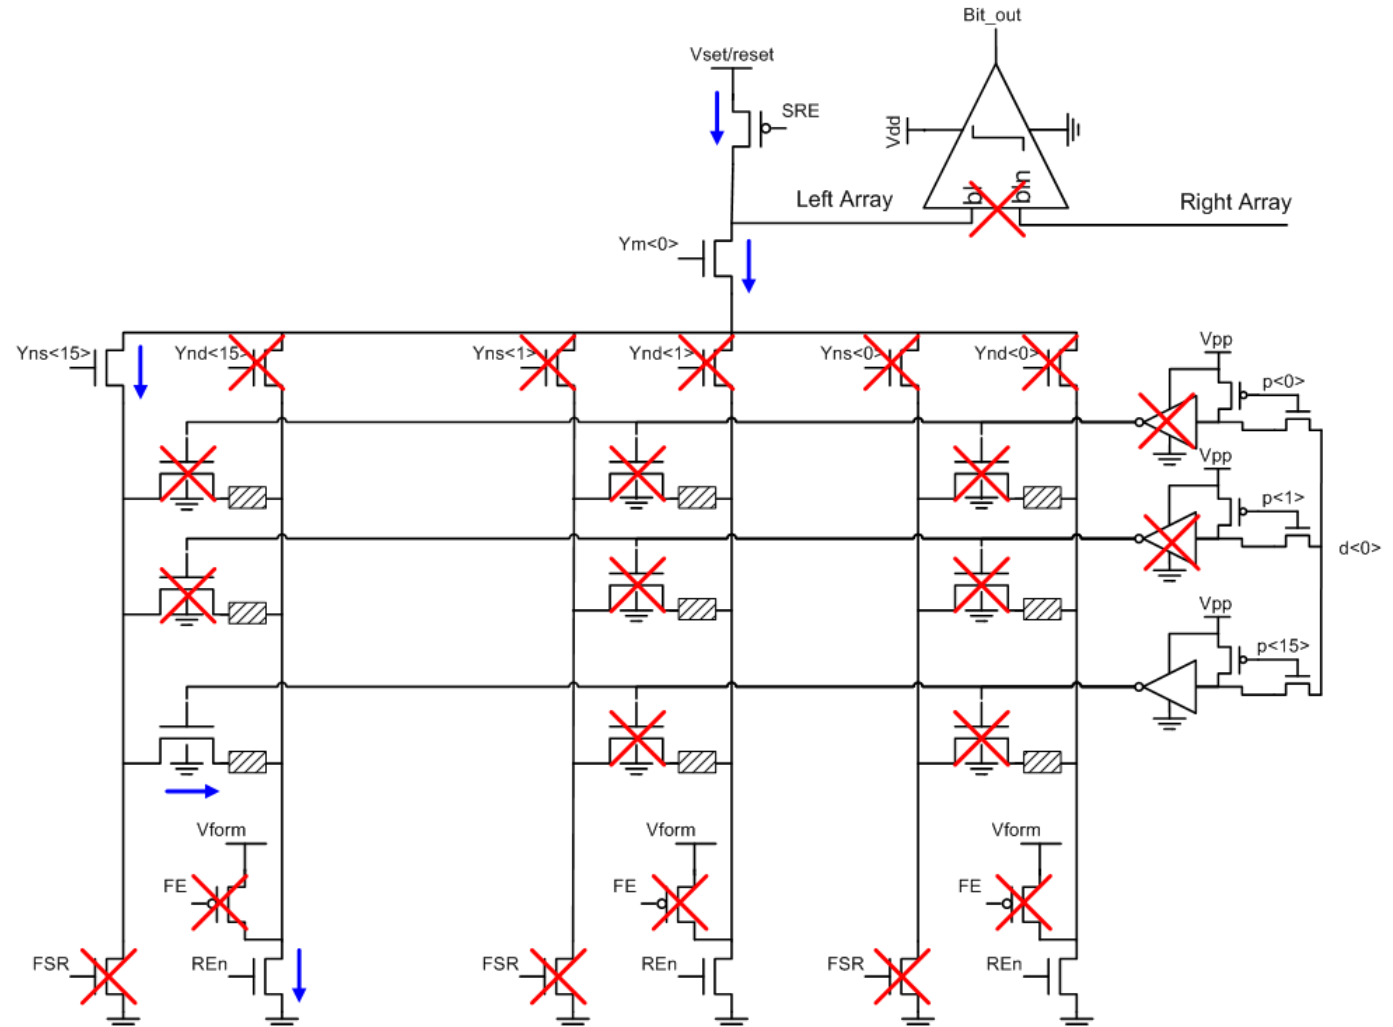 Bit_out
Vset/reset
SRE
Vdd
bl
bln
Left Array
Right Array
Ym<0>
Yns<15>
Ynd<15>
Yns<1>
Ynd<1>
Yns<0>
Ynd<0>
Vpp
p<0>
Vpp
p<1>
d<0>
Vpp
p<15>
Vform
Vform
Vform
FE
FE
FE
FSR
REn
FSR
REn
FSR
REn